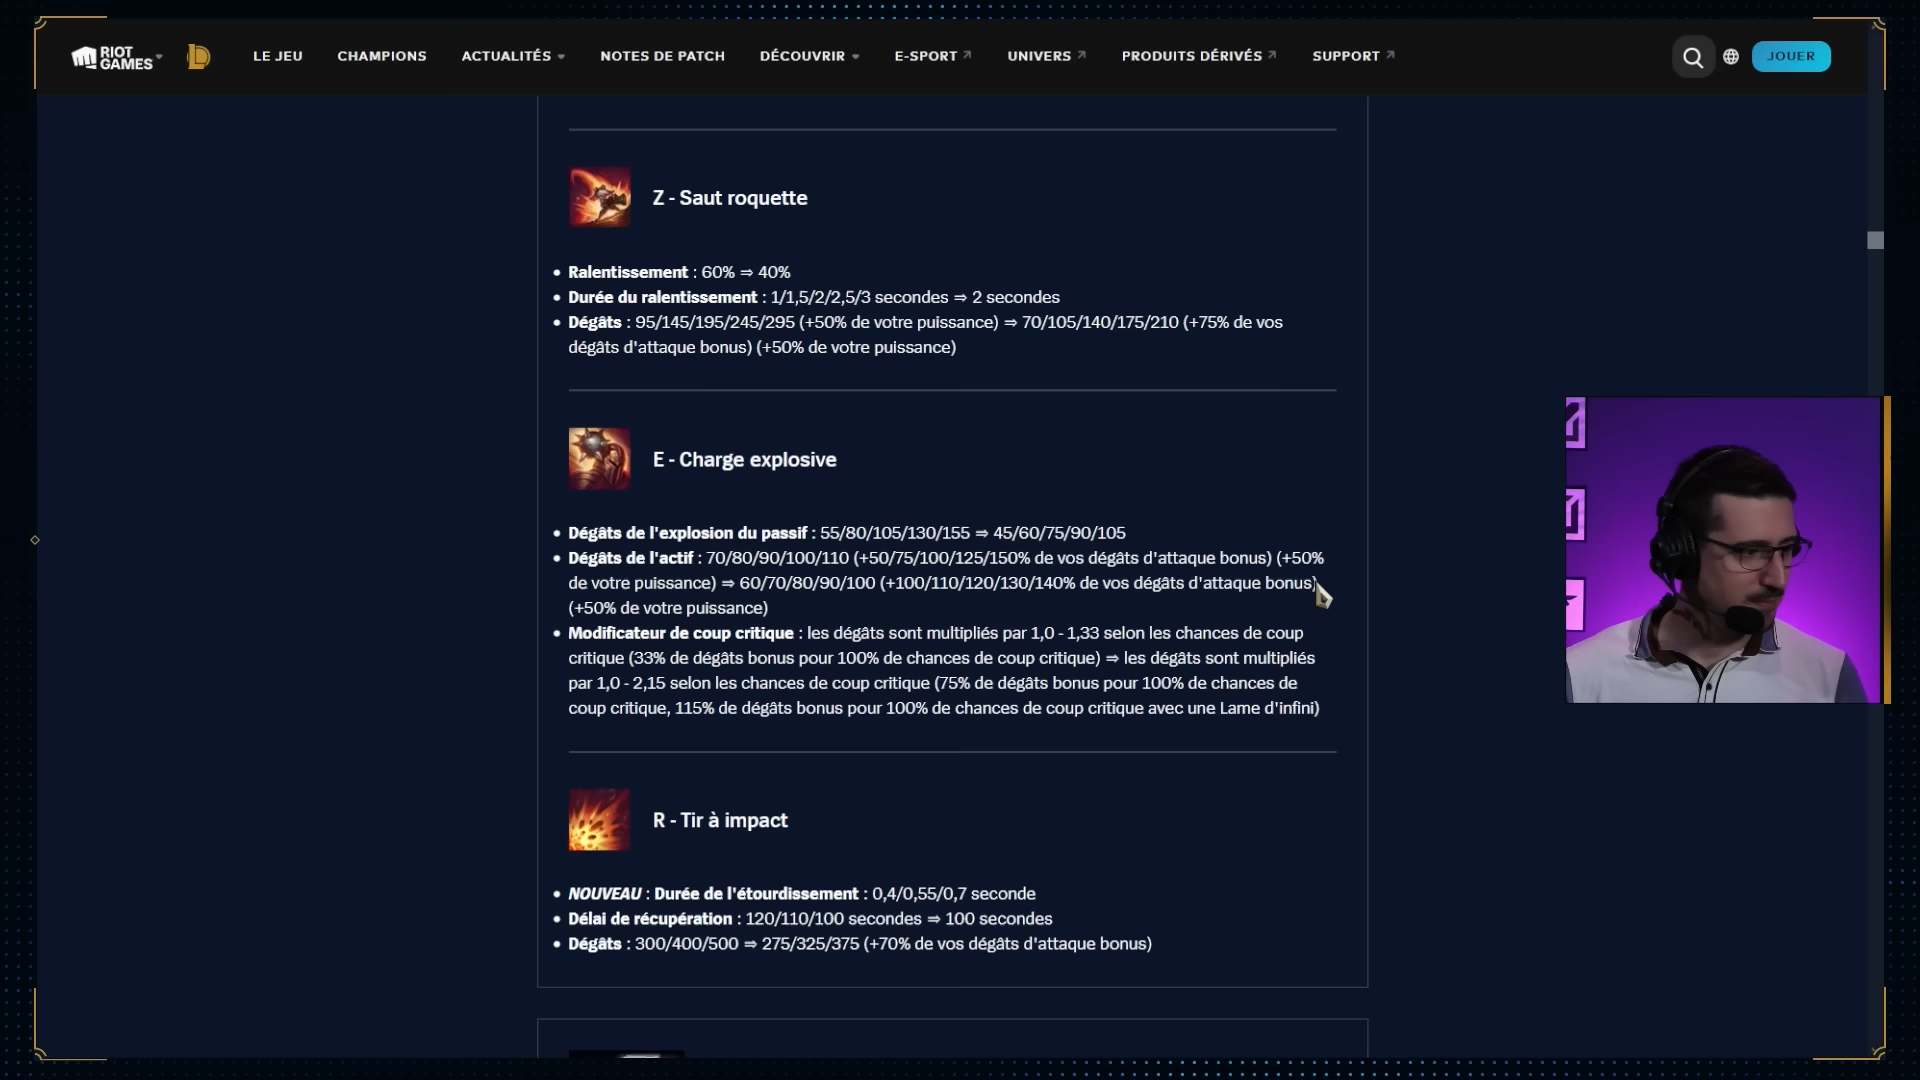 RIOT
GAMES
LE JEU
CHAMPIONS
ACTUALITÉS
NOTES DE PATCH
DÉCOUVRIR
E-SPORT
UNIVERS
PRODUITS DÉRIVÉS
SUPPORT
JOUER
Z - Saut roquette
• Ralentissement : 60% ⇒ 40%
• Durée du ralentissement : 1/1,5/2/2,5/3 secondes ⇒ 2 secondes
• Dégâts : 95/145/195/245/295 (+50% de votre puissance) ⇒ 70/105/140/175/210 (+75% de vos
dégâts d'attaque bonus) (+50% de votre puissance)
E - Charge explosive
• Dégâts de l'explosion du passif : 55/80/105/130/155 ⇒ 45/60/75/90/105
• Dégâts de l'actif : 70/80/90/100/110 (+50/75/100/125/150% de vos dégâts d'attaque bonus) (+50%
de votre puissance) ⇒ 60/70/80/90/100 (+100/110/120/130/140% de vos dégâts d'attaque bonus)
(+50% de votre puissance)
• Modificateur de coup critique : les dégâts sont multipliés par 1,0 - 1,33 selon les chances de coup
critique (33% de dégâts bonus pour 100% de chances de coup critique) ⇒ les dégâts sont multipliés
par 1,0 - 2,15 selon les chances de coup critique (75% de dégâts bonus pour 100% de chances de
coup critique, 115% de dégâts bonus pour 100% de chances de coup critique avec une Lame d'infini)
R - Tir à impact
• NOUVEAU : Durée de l'étourdissement : 0,4/0,55/0,7 seconde
• Délai de récupération : 120/110/100 secondes ⇒ 100 secondes
• Dégâts : 300/400/500 ⇒ 275/325/375 (+70% de vos dégâts d'attaque bonus)